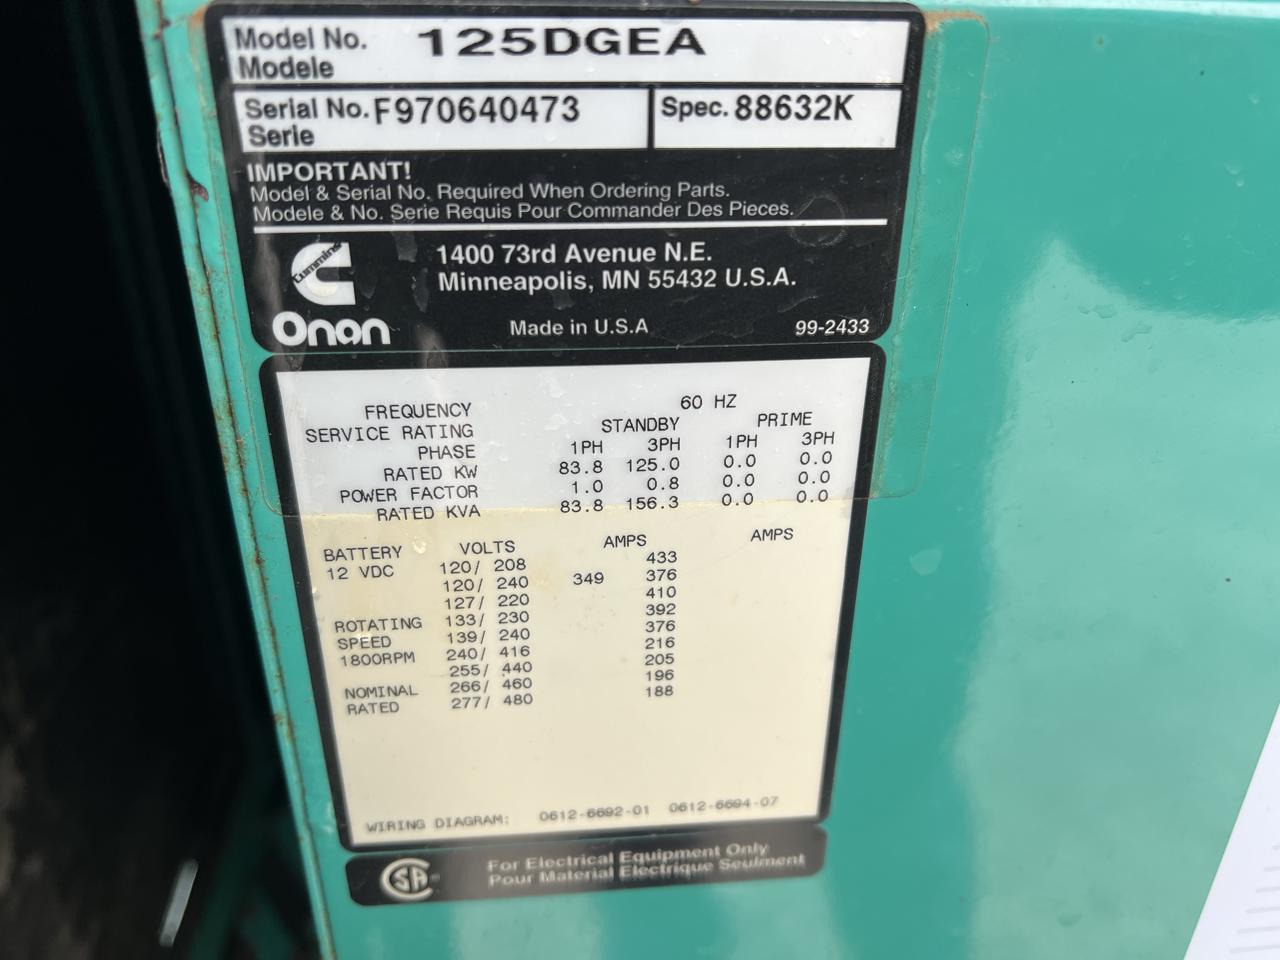 Model No. 125DGEA
Modele
Serial No. F970640473 Spec. 88632K
Serie
IMPORTANT!
Model & Serial No. Required When Ordering Parts.
Modele & No. Serie Requis Pour Commander Des Pieces.
Cummins
Onan
1400 73rd Avenue N.E.
Minneapolis, MN 55432 U.S.A.
Made in U.S.A 99-2433
FREQUENCY 60 HZ
SERVICE RATING STANDBY PRIME
PHASE 1PH 3PH 1PH 3PH
RATED KW 83.8 125.0 0.0 0.0
POWER FACTOR 1.0 0.8 0.0 0.0
RATED KVA 83.8 156.3 0.0 0.0
BATTERY VOLTS AMPS AMPS
12 VDC 120/ 208 433
120/ 240 349 376
127/ 220 410
ROTATING 133/ 230 392
SPEED 139/ 240 376
1800RPM 240/ 416 216
255/ 440 205
NOMINAL 266/ 460 196
RATED 277/ 480 188
WIRING DIAGRAM: 0612-6692-01 0612-6694-07
CSA
For Electrical Equipment Only
Pour Material Electrique Seulment